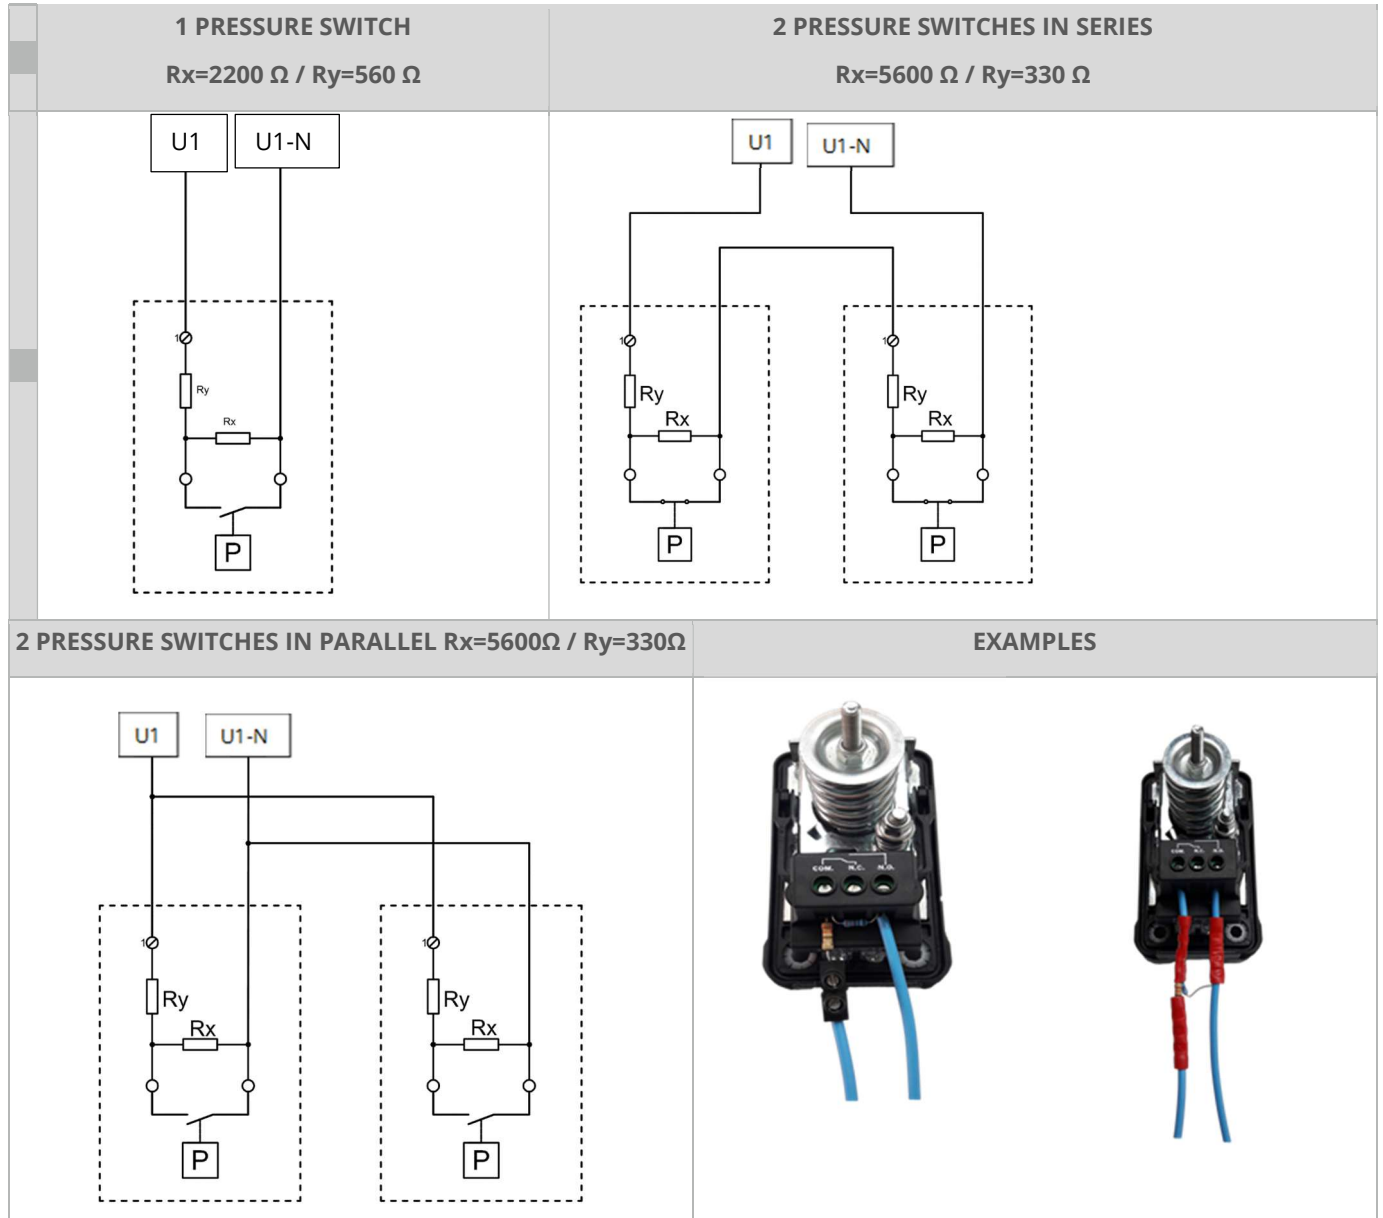 1 PRESSURE SWITCH
Rx=2200 Ω / Ry=560 Ω
2 PRESSURE SWITCHES IN SERIES
Rx=5600 Ω / Ry=330 Ω
U1
U1-N
1
Ry
Rx
P
U1
U1-N
1
Ry
Rx
P
1
Ry
Rx
P
2 PRESSURE SWITCHES IN PARALLEL Rx=5600Ω / Ry=330Ω
EXAMPLES
U1
U1-N
1
Ry
Rx
P
1
Ry
Rx
P
COM. N.C. N.O.
COM. N.C. N.O.